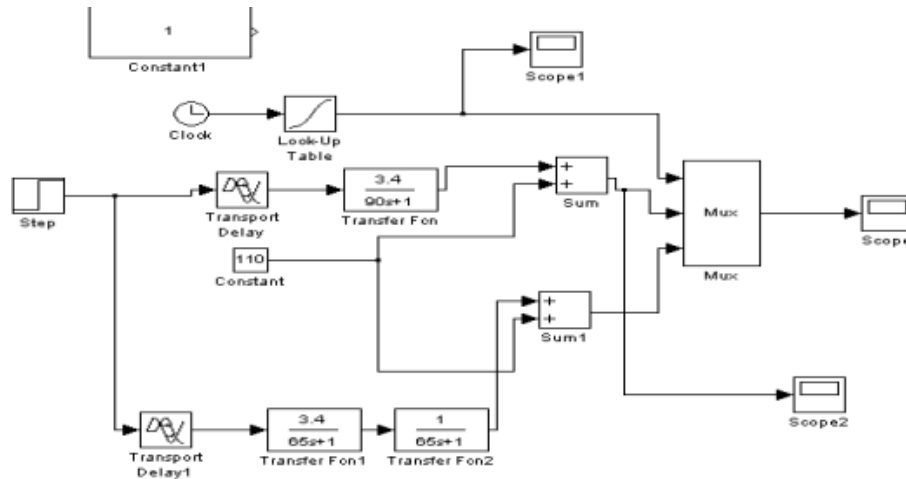 1
Constant1
Scope1
Clock
Look-Up
Table
Step
Transport
Delay
3.4
90s+1
Transfer Fcn
+
+
Sum
Mux
Mux
Scope
110
Constant
+
+
Sum1
Transport
Delay1
3.4
65s+1
Transfer Fcn1
1
65s+1
Transfer Fcn2
Scope2